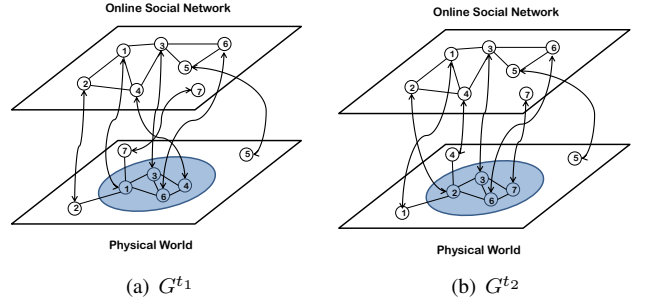 Online Social Network
1 3 6
5
2 4 7
7 5
3
1 4
6
2
Physical World
(a) G^{t_1}
Online Social Network
1 3 6
5
2 4 7
4 5
3
2 7
6
1
Physical World
(b) G^{t_2}